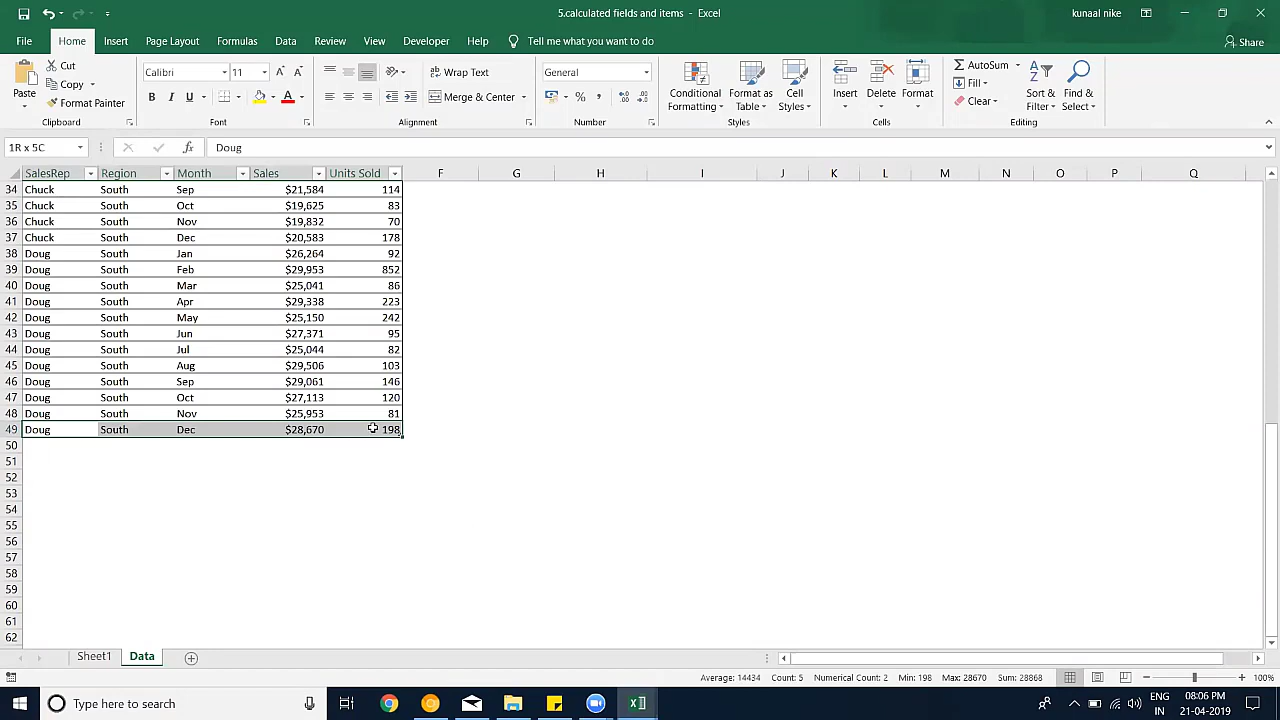 5.calculated fields and items - Excel
kunaal nike
File Home Insert Page Layout Formulas Data Review View Developer Help Tell me what you want to do Share
Paste Cut Copy Format Painter Clipboard
Calibri 11 B I U A Font
Wrap Text Merge & Center Alignment
General % , Number
Conditional Formatting Format as Table Cell Styles Styles
Insert Delete Format Cells
AutoSum Fill Clear Sort & Filter Find & Select Editing
1R x 5C fx Doug
SalesRep Region Month Sales Units Sold F G H I J K L M N O P Q
34 Chuck South Sep $21,584 114
35 Chuck South Oct $19,625 83
36 Chuck South Nov $19,832 70
37 Chuck South Dec $20,583 178
38 Doug South Jan $26,264 92
39 Doug South Feb $29,953 852
40 Doug South Mar $25,041 86
41 Doug South Apr $29,338 223
42 Doug South May $25,150 242
43 Doug South Jun $27,371 95
44 Doug South Jul $25,044 82
45 Doug South Aug $29,506 103
46 Doug South Sep $29,061 146
47 Doug South Oct $27,113 120
48 Doug South Nov $25,953 81
49 Doug South Dec $28,670 198
50
51
52
53
54
55
56
57
58
59
60
61
62
Sheet1 Data
Average: 14434 Count: 5 Numerical Count: 2 Min: 198 Max: 28670 Sum: 28868 100%
Type here to search
ENG
IN
08:06 PM
21-04-2019